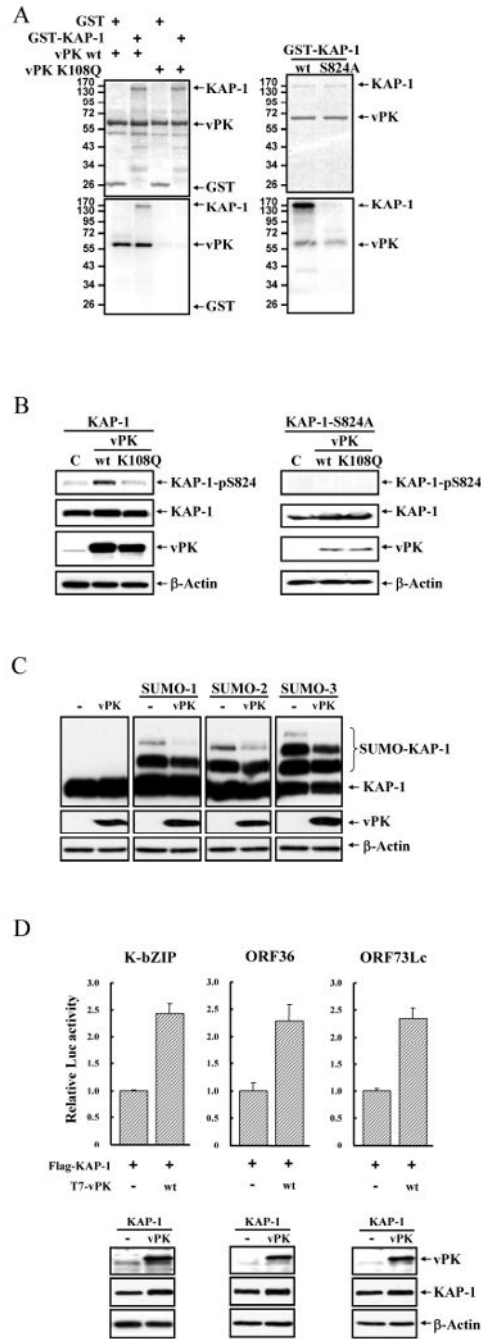 A
GST + +
GST-KAP-1 + +
vPK wt + +
vPK K108Q + +
170
130
95
72
55
43
34
26
KAP-1
vPK
GST
170
130
95
72
55
43
34
26
KAP-1
vPK
GST
GST-KAP-1
wt S824A
170
130
95
72
55
43
34
26
KAP-1
vPK
170
130
95
72
55
43
34
26
KAP-1
vPK
B
KAP-1
vPK
C wt K108Q
KAP-1-pS824
KAP-1
vPK
β-Actin
KAP-1-S824A
vPK
C wt K108Q
KAP-1-pS824
KAP-1
vPK
β-Actin
C
SUMO-1 SUMO-2 SUMO-3
- vPK - vPK - vPK - vPK
SUMO-KAP-1
KAP-1
vPK
β-Actin
D
K-bZIP ORF36 ORF73Lc
Relative Luc activity
3.0 3.0 3.0
2.5 2.5 2.5
2.0 2.0 2.0
1.5 1.5 1.5
1.0 1.0 1.0
0.5 0.5 0.5
0 0 0
Flag-KAP-1 + + + + + +
T7-vPK - wt - wt - wt
KAP-1 KAP-1 KAP-1
- vPK - vPK - vPK
vPK
KAP-1
β-Actin